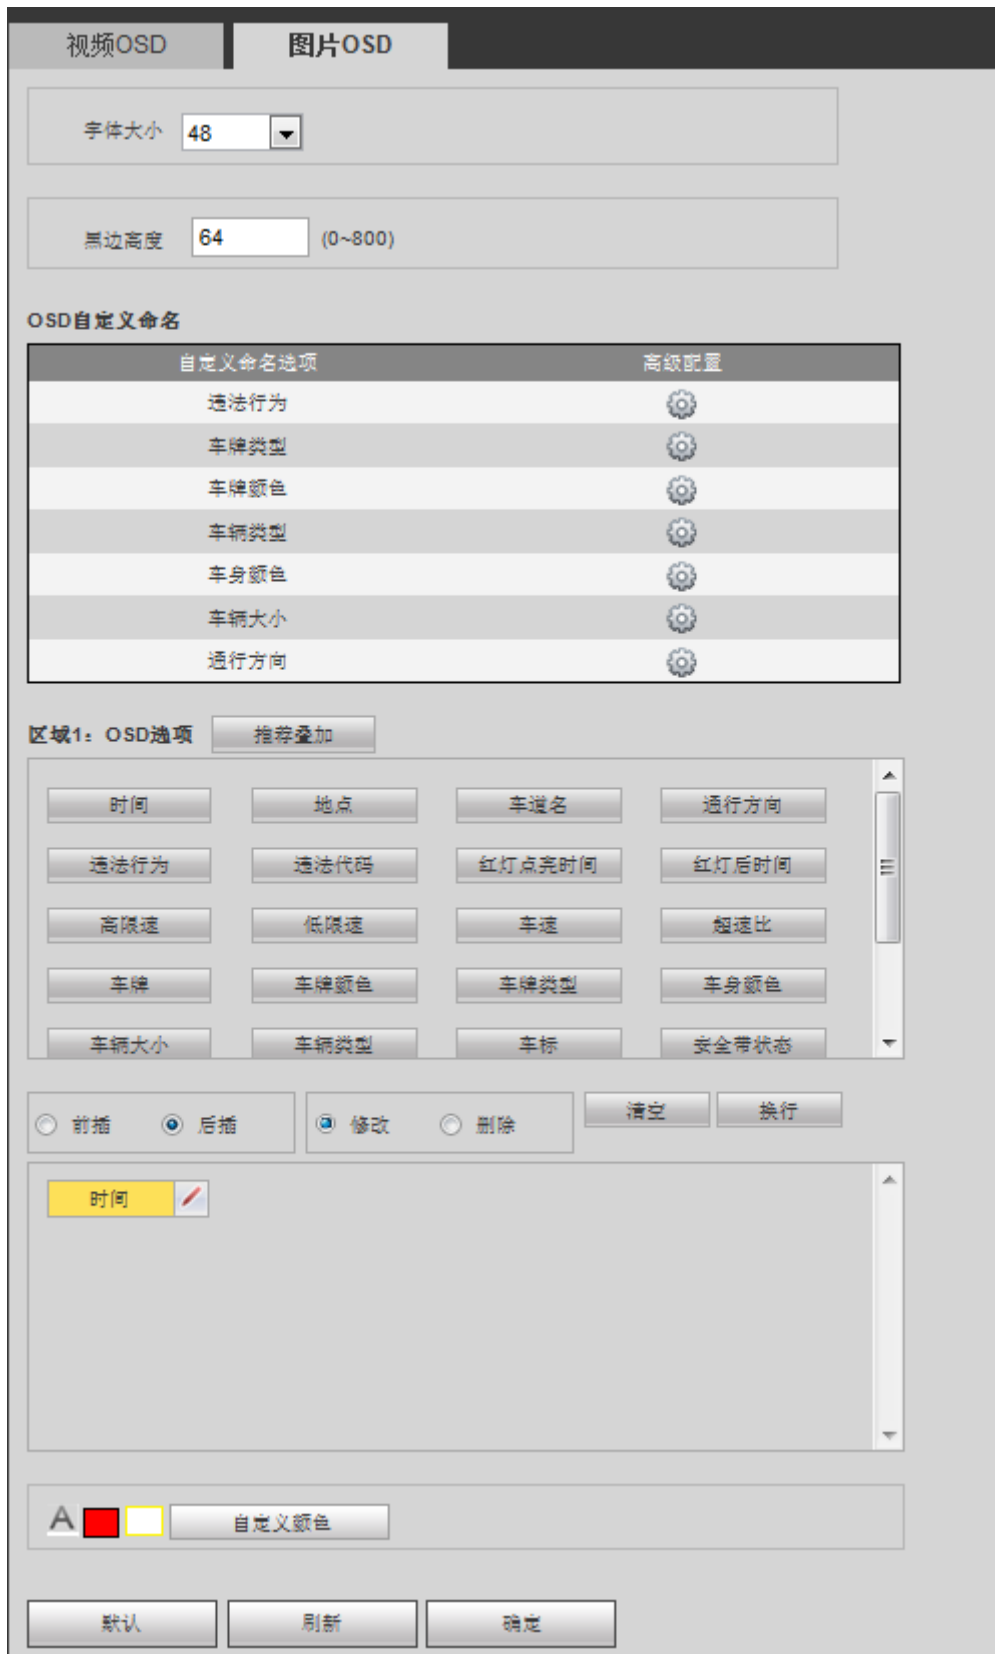 视频OSD 图片OSD
字体大小 48
黑边高度 64 (0~800)
OSD自定义命名
自定义命名选项 高级配置
违法行为
车牌类型
车牌颜色
车辆类型
车身颜色
车辆大小
通行方向
区域1：OSD选项 推荐叠加
时间 地点 车道名 通行方向
违法行为 违法代码 红灯点亮时间 红灯后时间
高限速 低限速 车速 超速比
车牌 车牌颜色 车牌类型 车身颜色
车辆大小 车辆类型 车标 安全带状态
前插 后插 修改 删除 清空 换行
时间
A 自定义颜色
默认 刷新 确定